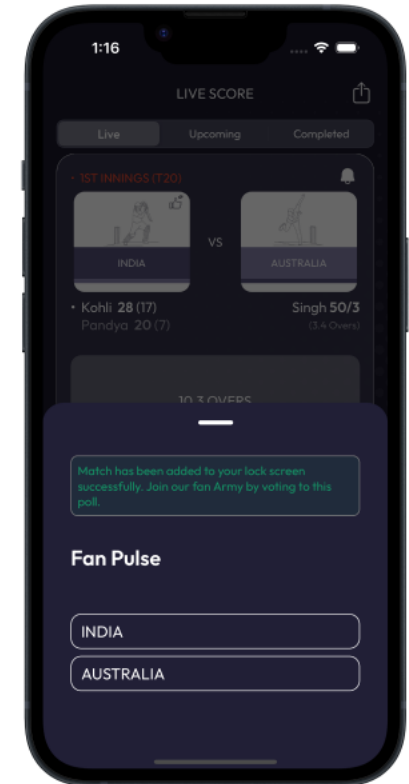 1:16
LIVE SCORE
Live Upcoming Completed
• 1ST INNINGS (T20)
INDIA VS AUSTRALIA
• Kohli 28 (17) Singh 50/3
Pandya 20 (7) (3.4 Overs)
10.3 OVERS
Match has been added to your lock screen
successfully. Join our fan Army by voting to this
poll.
Fan Pulse
INDIA
AUSTRALIA